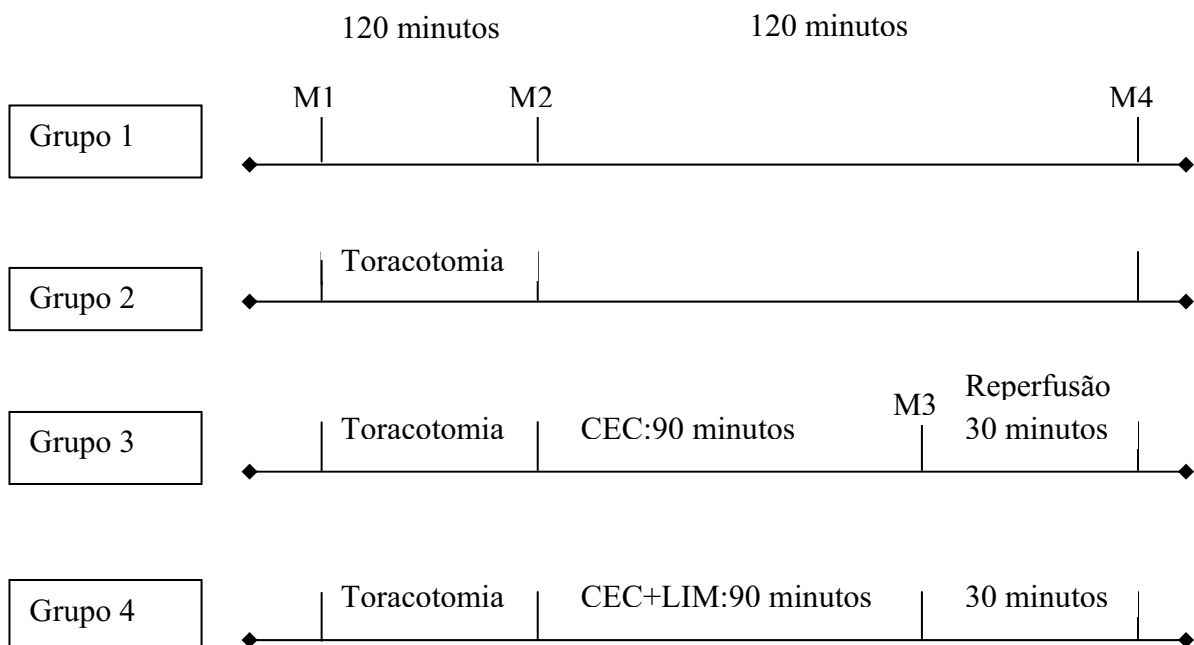 120 minutos 120 minutos
M1 M2 M4
Grupo 1
Toracotomia
Grupo 2
Reperfusão
M3
Grupo 3 Toracotomia CEC:90 minutos 30 minutos
Grupo 4 Toracotomia CEC+LIM:90 minutos 30 minutos